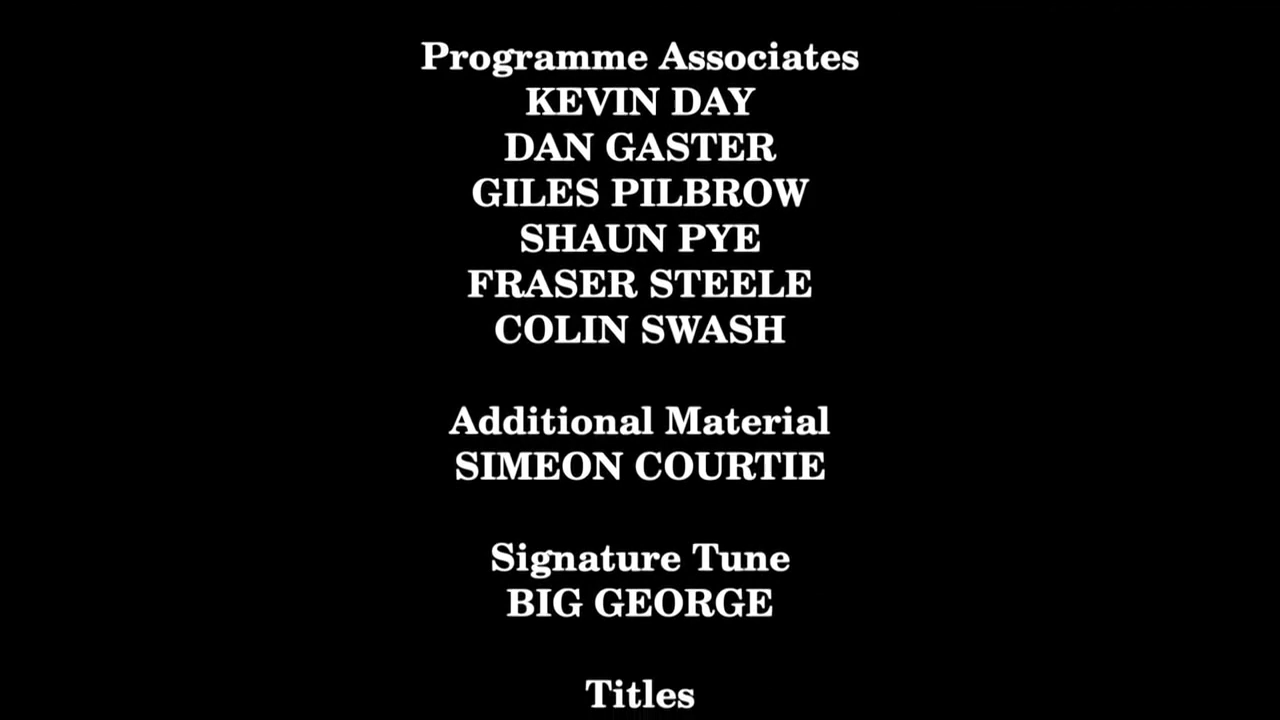 Programme Associates
KEVIN DAY
DAN GASTER
GILES PILBROW
SHAUN PYE
FRASER STEELE
COLIN SWASH
Additional Material
SIMEON COURTIE
Signature Tune
BIG GEORGE
Titles